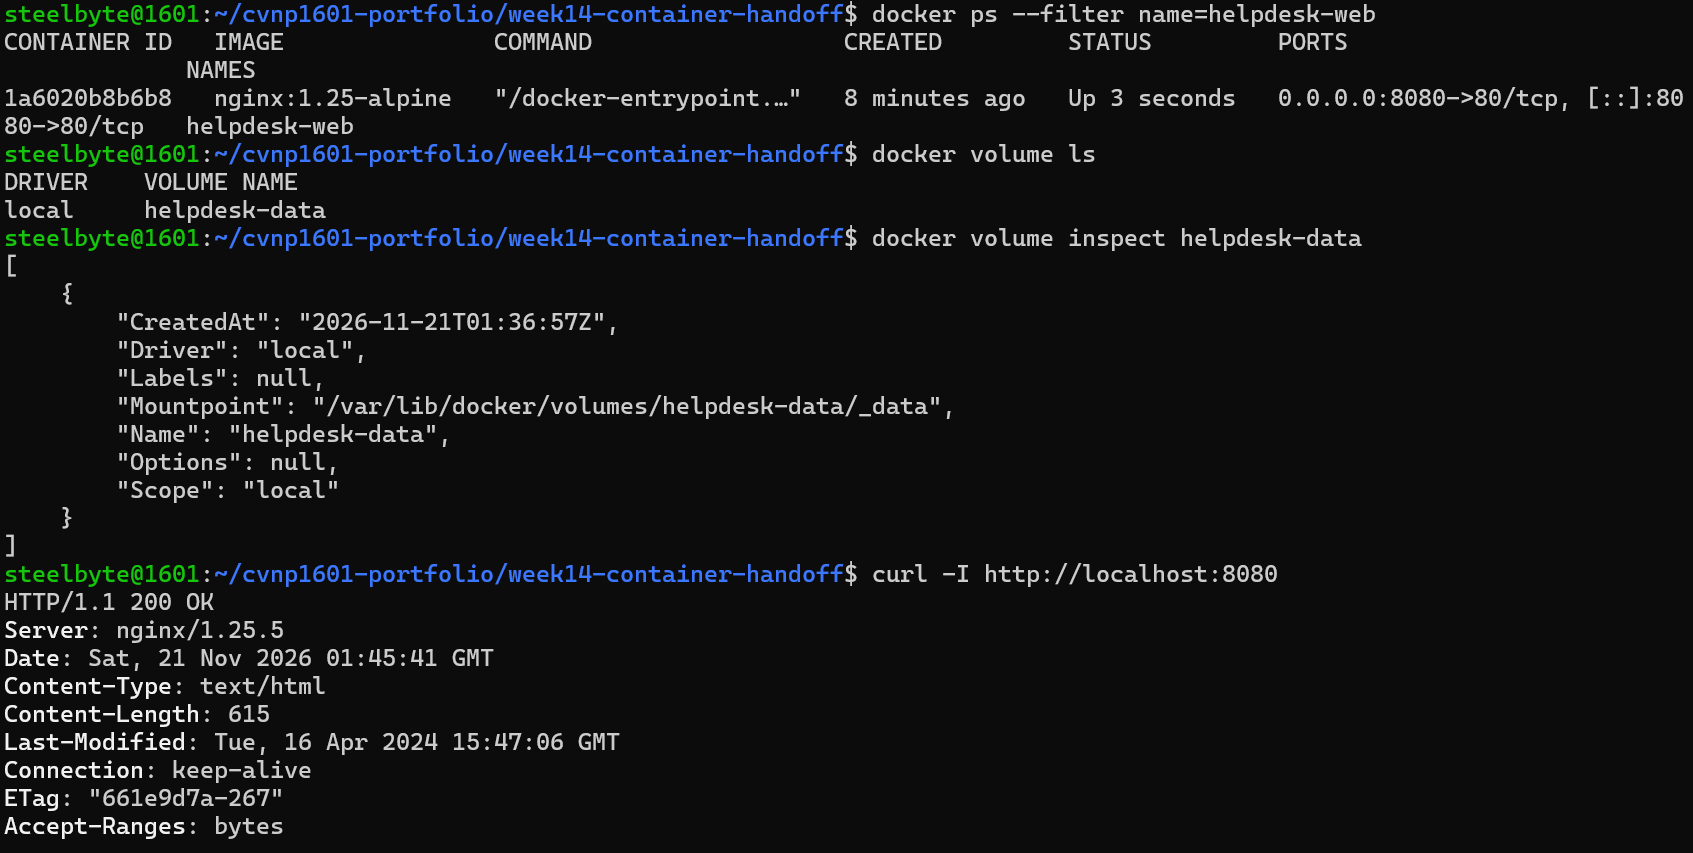 steelbyte@1601:~/cvnp1601-portfolio/week14-container-handoff$ docker ps --filter name=helpdesk-web
CONTAINER ID   IMAGE               COMMAND                  CREATED         STATUS         PORTS
             NAMES
1a6020b8b6b8   nginx:1.25-alpine   "/docker-entrypoint.…"   8 minutes ago   Up 3 seconds   0.0.0.0:8080->80/tcp, [::]:80
80->80/tcp   helpdesk-web
steelbyte@1601:~/cvnp1601-portfolio/week14-container-handoff$ docker volume ls
DRIVER    VOLUME NAME
local     helpdesk-data
steelbyte@1601:~/cvnp1601-portfolio/week14-container-handoff$ docker volume inspect helpdesk-data
[
    {
        "CreatedAt": "2026-11-21T01:36:57Z",
        "Driver": "local",
        "Labels": null,
        "Mountpoint": "/var/lib/docker/volumes/helpdesk-data/_data",
        "Name": "helpdesk-data",
        "Options": null,
        "Scope": "local"
    }
]
steelbyte@1601:~/cvnp1601-portfolio/week14-container-handoff$ curl -I http://localhost:8080
HTTP/1.1 200 OK
Server: nginx/1.25.5
Date: Sat, 21 Nov 2026 01:45:41 GMT
Content-Type: text/html
Content-Length: 615
Last-Modified: Tue, 16 Apr 2024 15:47:06 GMT
Connection: keep-alive
ETag: "661e9d7a-267"
Accept-Ranges: bytes